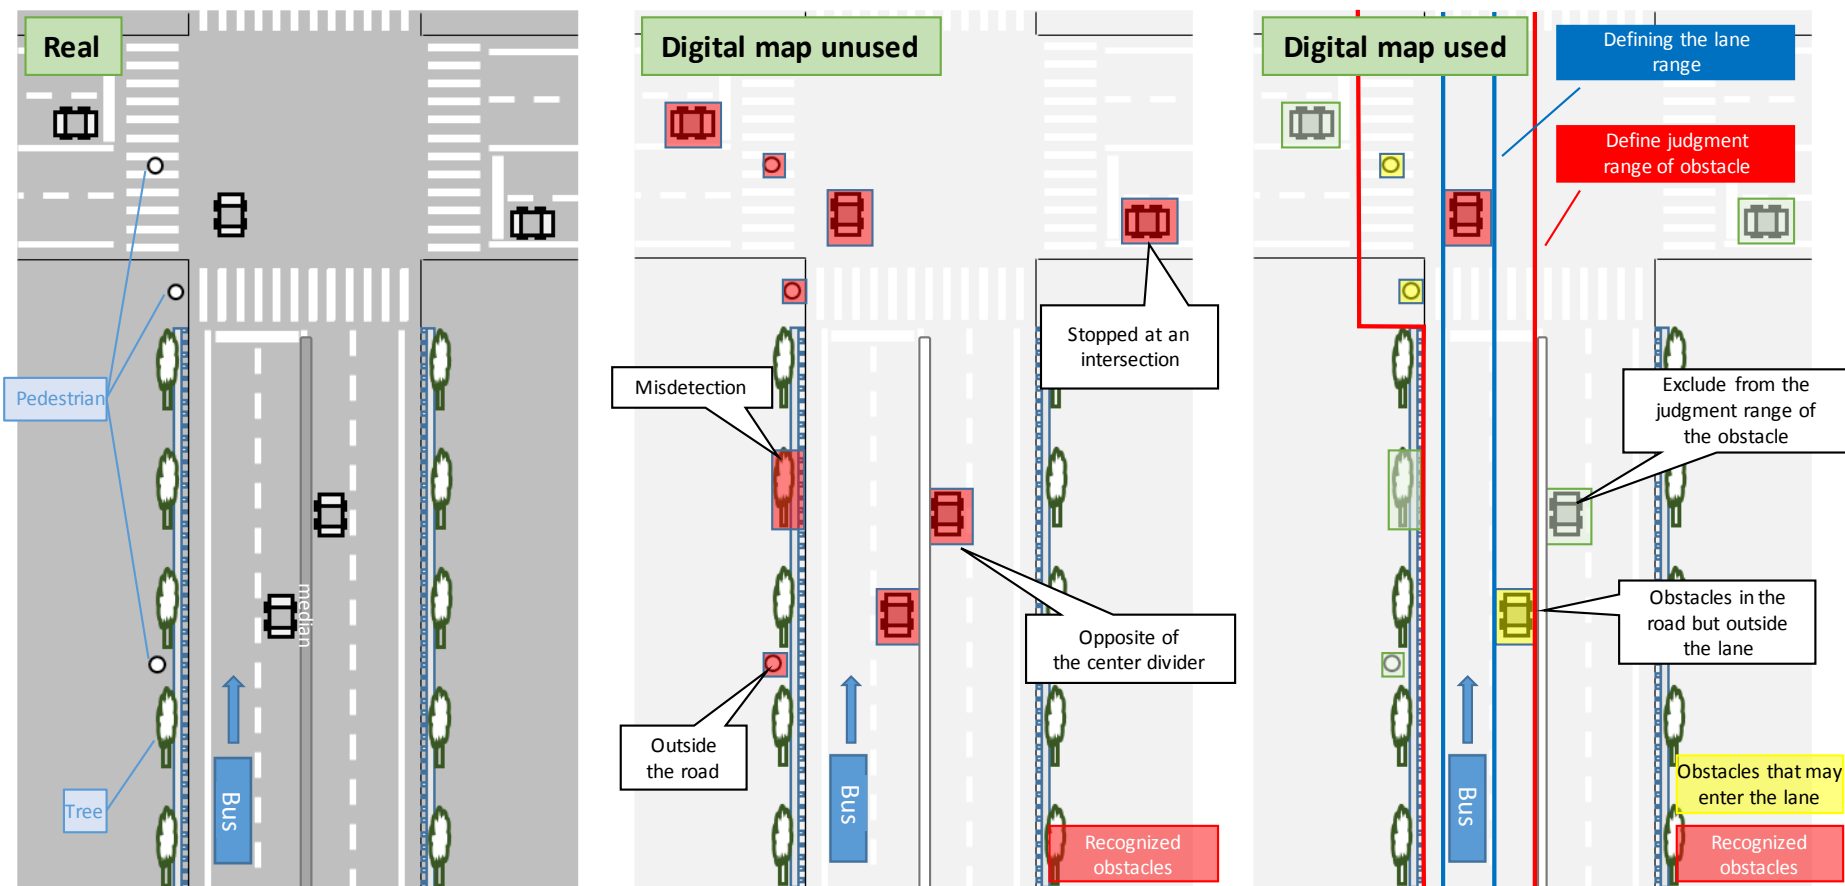 Real
Pedestrian
Tree
median
Bus
Digital map unused
Misdetection
Stopped at an
intersection
Opposite of
the center divider
Outside
the road
Bus
Recognized
obstacles
Digital map used
Defining the lane
range
Define judgment
range of obstacle
Exclude from the
judgment range of
the obstacle
Obstacles in the
road but outside
the lane
Bus
Obstacles that may
enter the lane
Recognized
obstacles